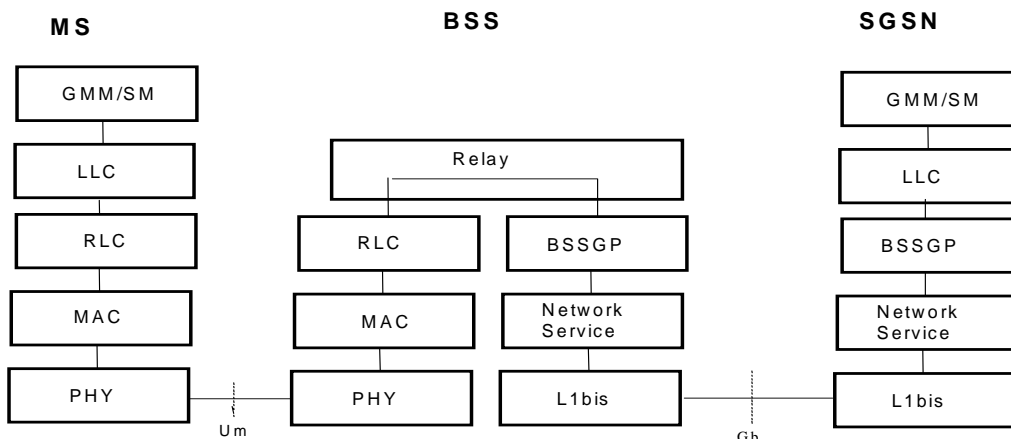 MS
BSS
SGSN
GMM/SM
GMM/SM
Relay
LLC
LLC
RLC
RLC
BSSGP
BSSGP
MAC
MAC
Network
Service
Network
Service
PHY
PHY
L1bis
L1bis
Um